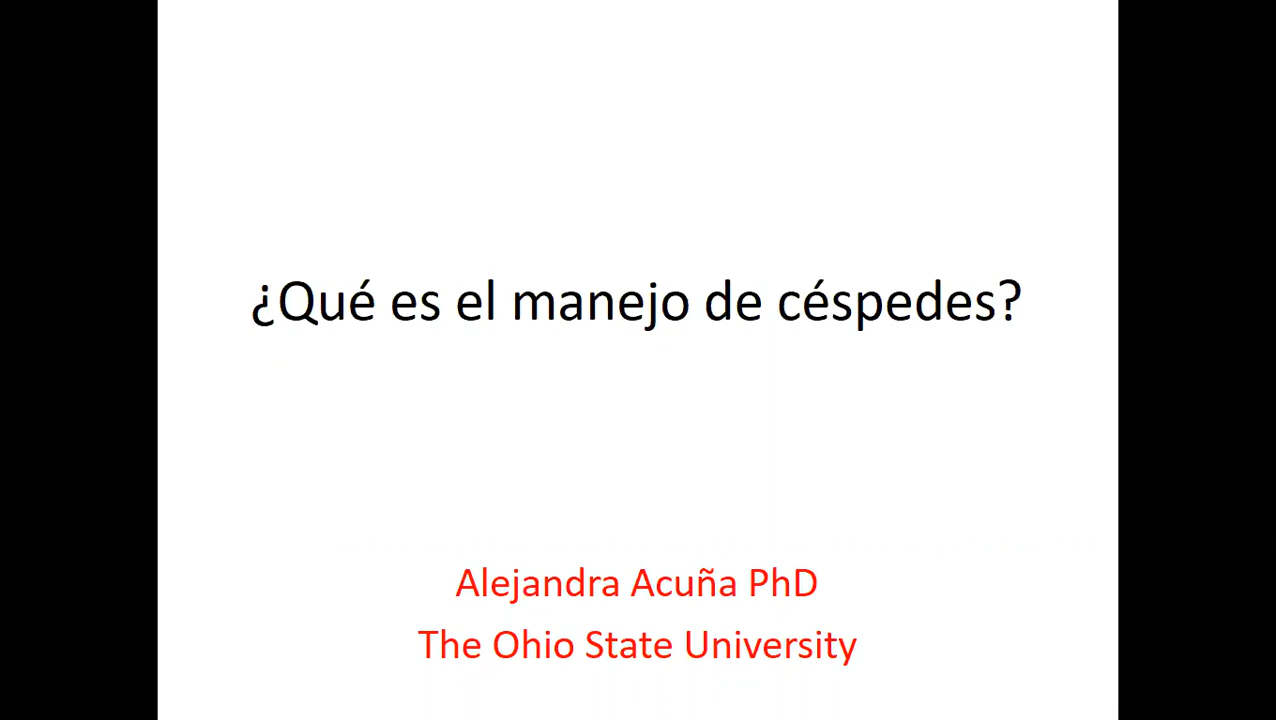 ¿Qué es el manejo de céspedes?
Alejandra Acuña PhD
The Ohio State University